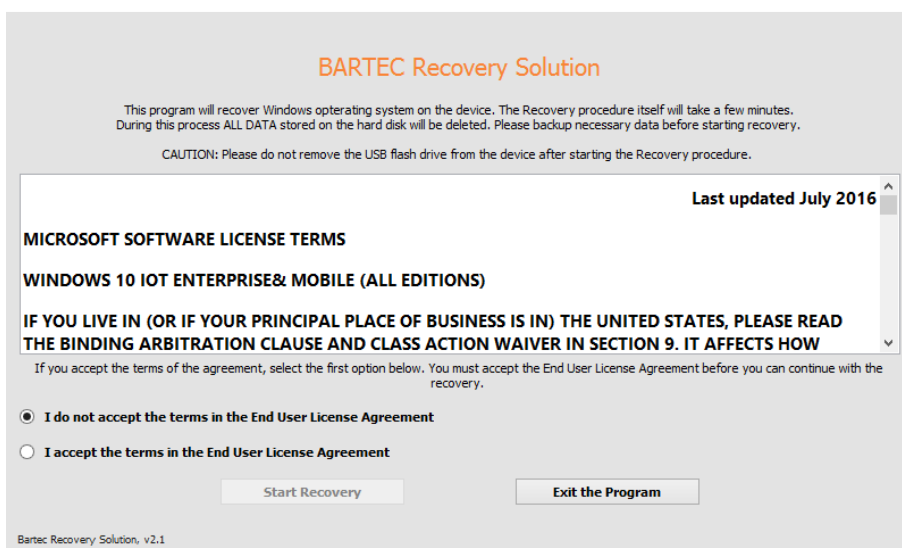 BARTEC Recovery Solution
This program will recover Windows opterating system on the device. The Recovery procedure itself will take a few minutes.
During this process ALL DATA stored on the hard disk will be deleted. Please backup necessary data before starting recovery.
CAUTION: Please do not remove the USB flash drive from the device after starting the Recovery procedure.
Last updated July 2016
MICROSOFT SOFTWARE LICENSE TERMS
WINDOWS 10 IOT ENTERPRISE& MOBILE (ALL EDITIONS)
IF YOU LIVE IN (OR IF YOUR PRINCIPAL PLACE OF BUSINESS IS IN) THE UNITED STATES, PLEASE READ
THE BINDING ARBITRATION CLAUSE AND CLASS ACTION WAIVER IN SECTION 9. IT AFFECTS HOW
If you accept the terms of the agreement, select the first option below. You must accept the End User License Agreement before you can continue with the
recovery.
I do not accept the terms in the End User License Agreement
I accept the terms in the End User License Agreement
Start Recovery
Exit the Program
Bartec Recovery Solution, v2.1